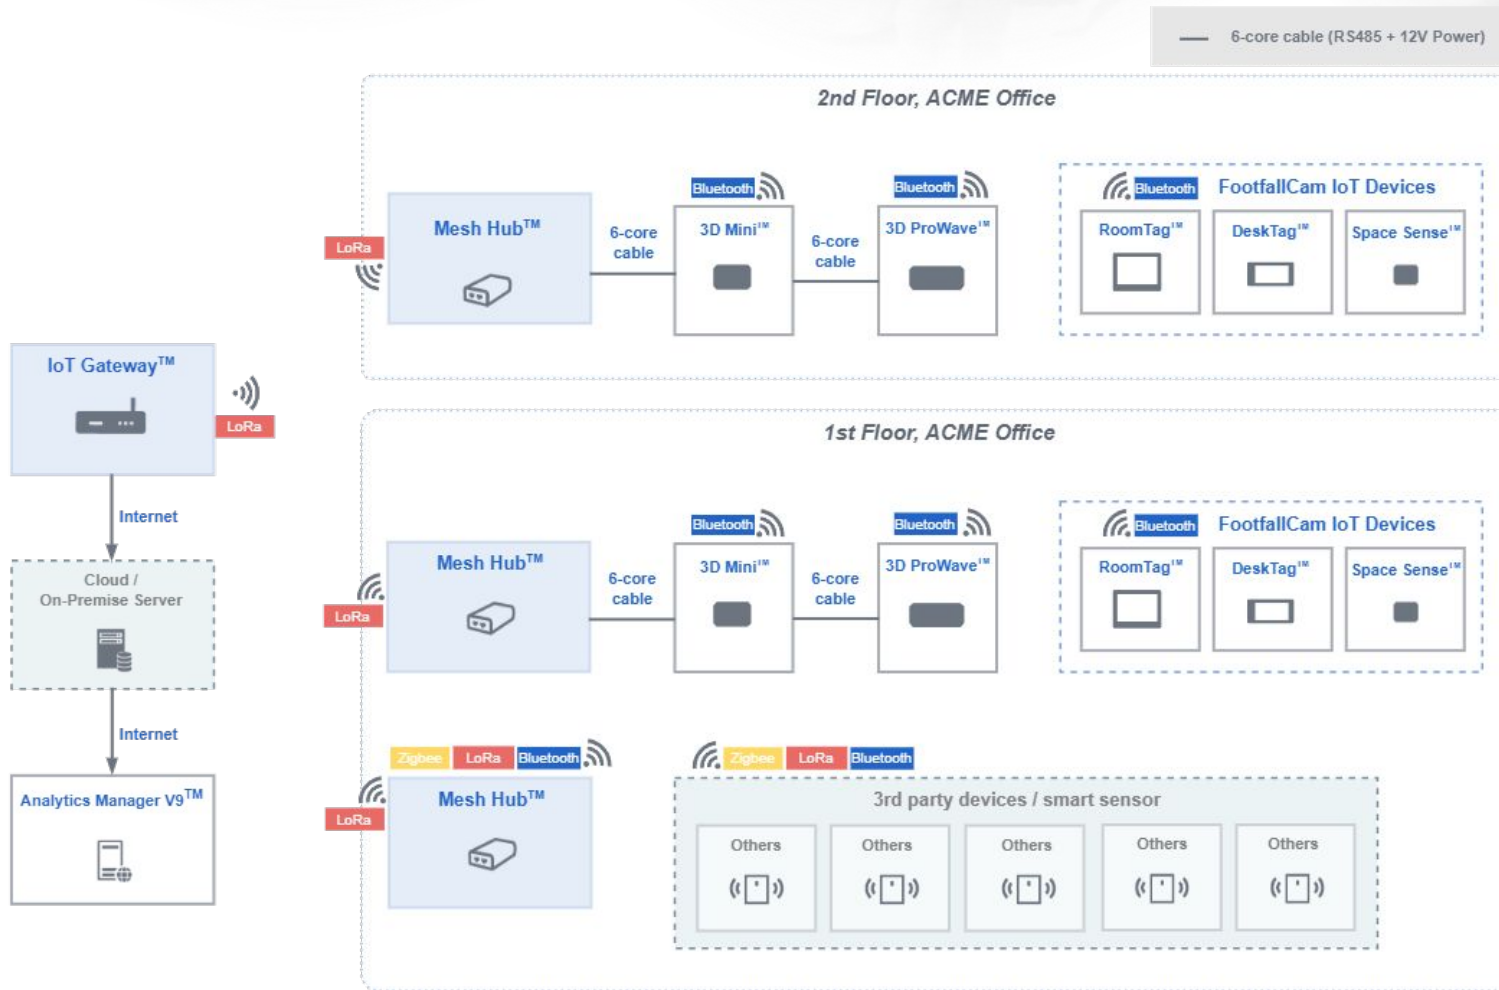 6-core cable (RS485 + 12V Power)
2nd Floor, ACME Office
LoRa
Mesh Hub™
6-core
cable
Bluetooth
3D Mini™
6-core
cable
Bluetooth
3D ProWave™
Bluetooth
FootfallCam IoT Devices
RoomTag™
DeskTag™
Space Sense™
IoT Gateway™
LoRa
Internet
Cloud /
On-Premise Server
Internet
Analytics Manager V9™
1st Floor, ACME Office
LoRa
Mesh Hub™
6-core
cable
Bluetooth
3D Mini™
6-core
cable
Bluetooth
3D ProWave™
Bluetooth
FootfallCam IoT Devices
RoomTag™
DeskTag™
Space Sense™
Zigbee
LoRa
Bluetooth
LoRa
Mesh Hub™
Zigbee
LoRa
Bluetooth
3rd party devices / smart sensor
Others
Others
Others
Others
Others